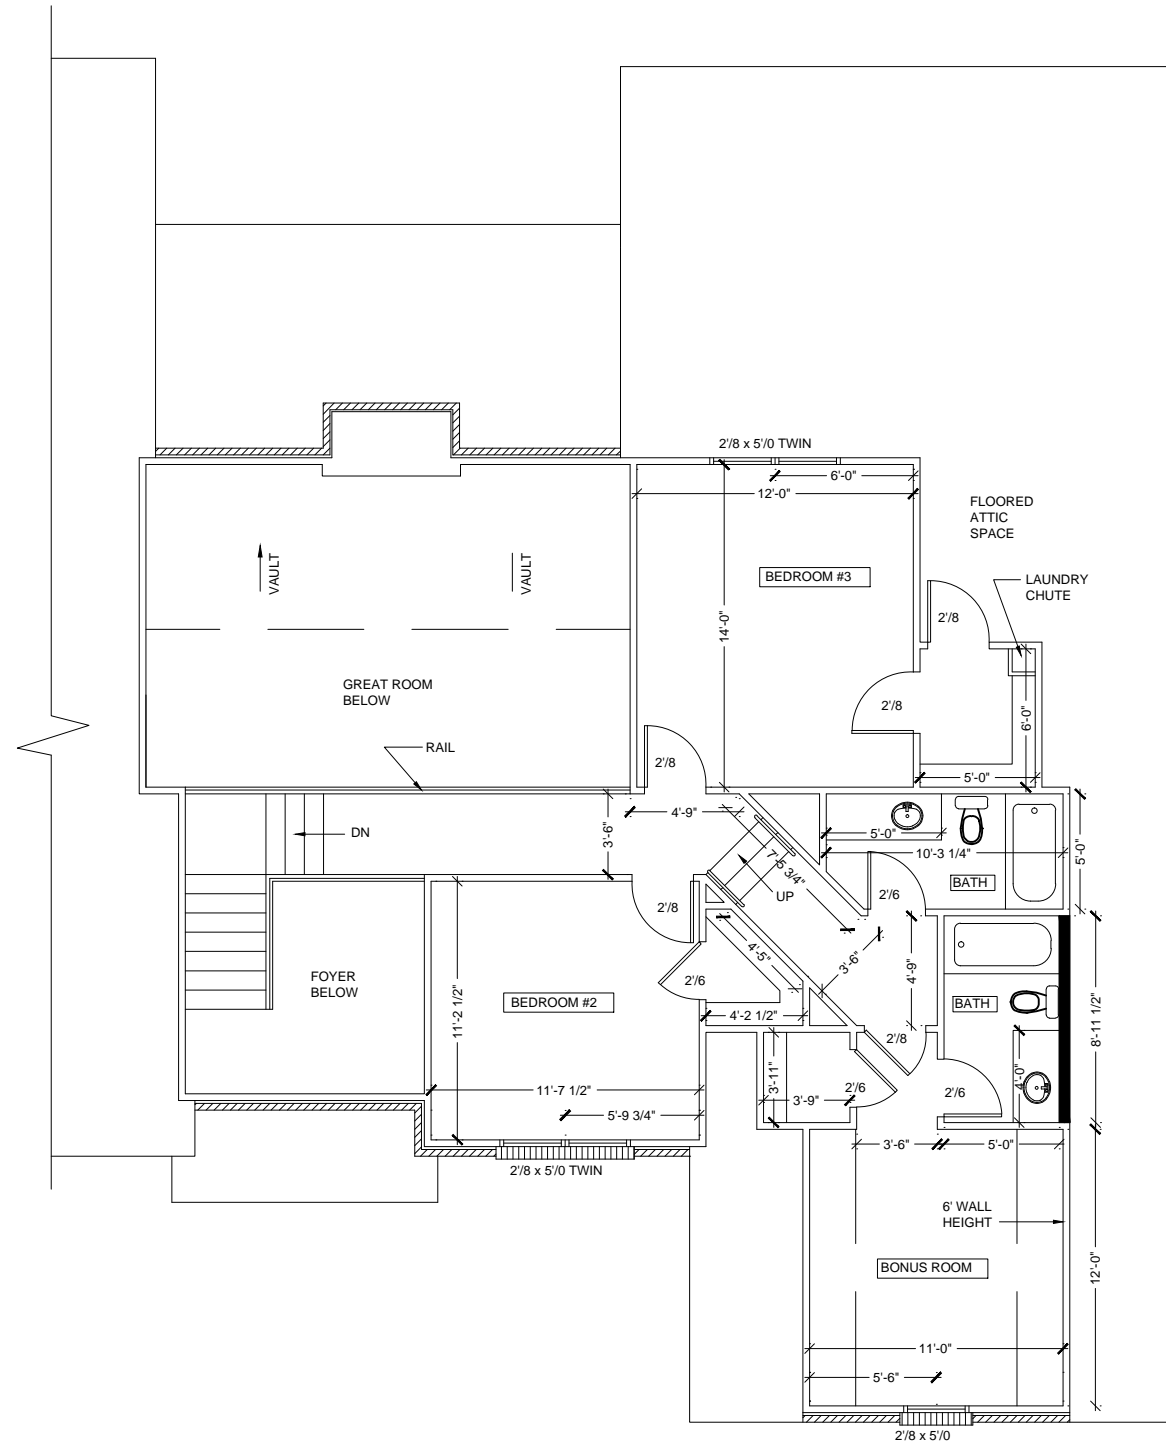 2'/8 x 5'/0 TWIN
6'-0"
12'-0"
FLOORED
ATTIC
SPACE
VAULT
VAULT
BEDROOM #3
LAUNDRY
CHUTE
2'/8
14'-0"
GREAT ROOM
BELOW
2'/8
6'-0"
RAIL
2'/8
5'-0"
DN
3'-6"
4'-9"
5'-0"
10'-3 1/4"
5'-0"
7'-5 3/4"
UP
2'/6
BATH
2'/8
4'-5"
3'-6"
4'-9"
FOYER
BELOW
2'/6
BEDROOM #2
11'-2 1/2"
4'-2 1/2"
BATH
8'-11 1/2"
2'/8
4'-0"
3'-11"
3'-9"
2'/6
2'/6
11'-7 1/2"
5'-9 3/4"
3'-6"
5'-0"
2'/8 x 5'/0 TWIN
6' WALL
HEIGHT
BONUS ROOM
12'-0"
11'-0"
5'-6"
2'/8 x 5'/0